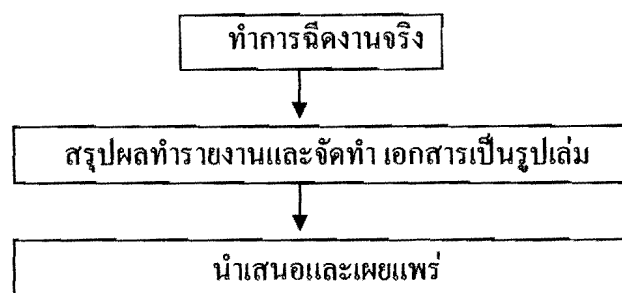 ทำการฉีดงานจริง
สรุปผลทำรายงานและจัดทำ เอกสารเป็นรูปเล่ม
นำเสนอและเผยแพร่